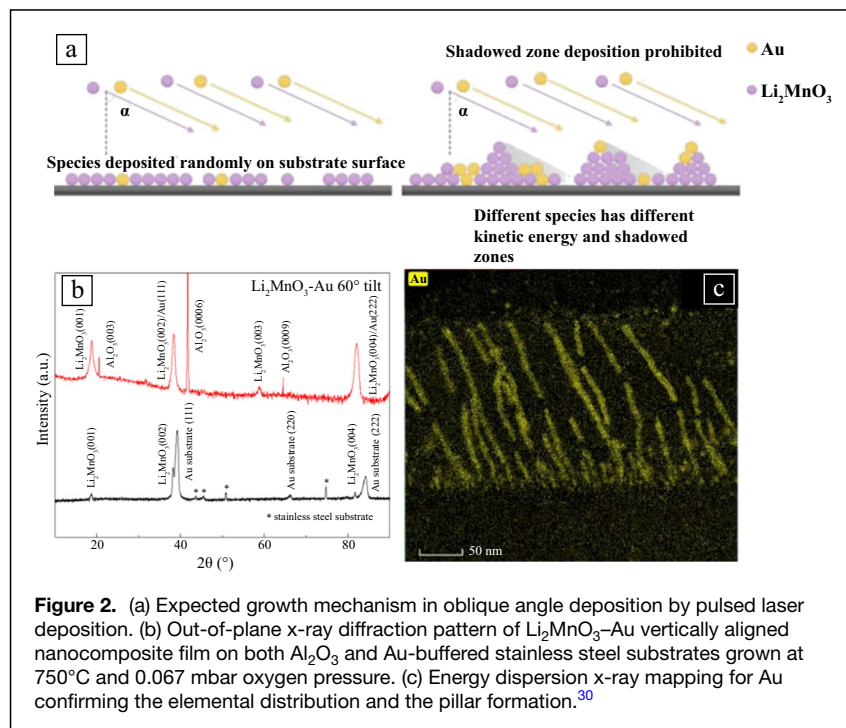 a
Shadowed zone deposition prohibited
Au
Li₂MnO₃
α
α
Species deposited randomly on substrate surface
Different species has different
kinetic energy and shadowed
zones
b
Li₂MnO₃-Au 60° tilt
Li₂MnO₃(001)
Al₂O₃(003)
Li₂MnO₃(002)/Au(111)
Al₂O₃(0006)
Li₂MnO₃(003)
Al₂O₃(0009)
Li₂MnO₃(004)/Au(222)
Intensity (a.u.)
Li₂MnO₃(001)
Li₂MnO₃(002)
Au substrate (111)
* * * *
Au substrate (220)
Li₂MnO₃(004)
Au substrate (222)
* stainless steel substrate
20 40 60 80
2θ (°)
Au
c
50 nm
Figure 2. (a) Expected growth mechanism in oblique angle deposition by pulsed laser
deposition. (b) Out-of-plane x-ray diffraction pattern of Li₂MnO₃–Au vertically aligned
nanocomposite film on both Al₂O₃ and Au-buffered stainless steel substrates grown at
750°C and 0.067 mbar oxygen pressure. (c) Energy dispersion x-ray mapping for Au
confirming the elemental distribution and the pillar formation.³⁰